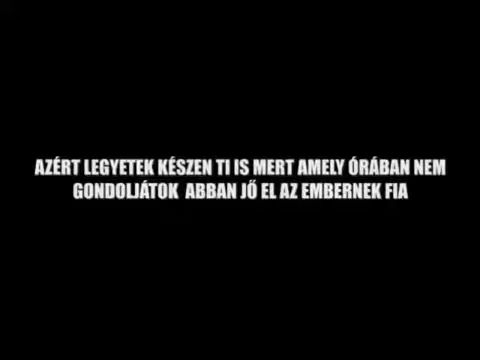 AZÉRT LEGYETEK KÉSZEN TI IS MERT AMELY ÓRÁBAN NEM
GONDOLJÁTOK ABBAN JŐ EL AZ EMBERNEK FIA